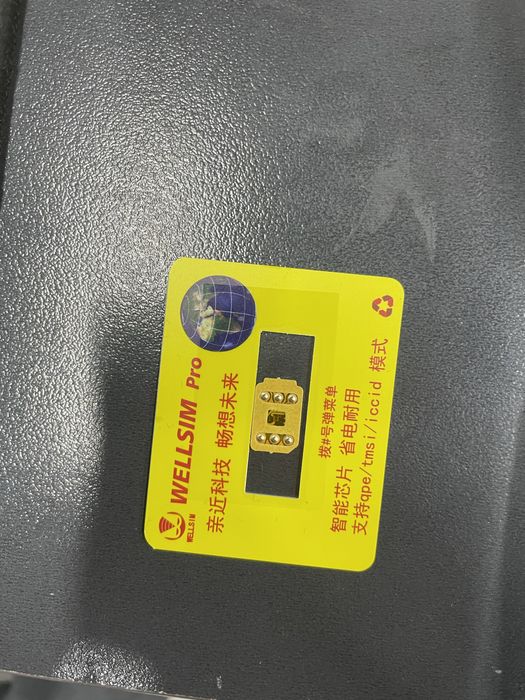 WELLSIM
WELLSIM Pro
亲近科技 畅想未来
拨#号弹菜单
智能芯片 省电耐用
支持qpe/tmsi/iccid 模式